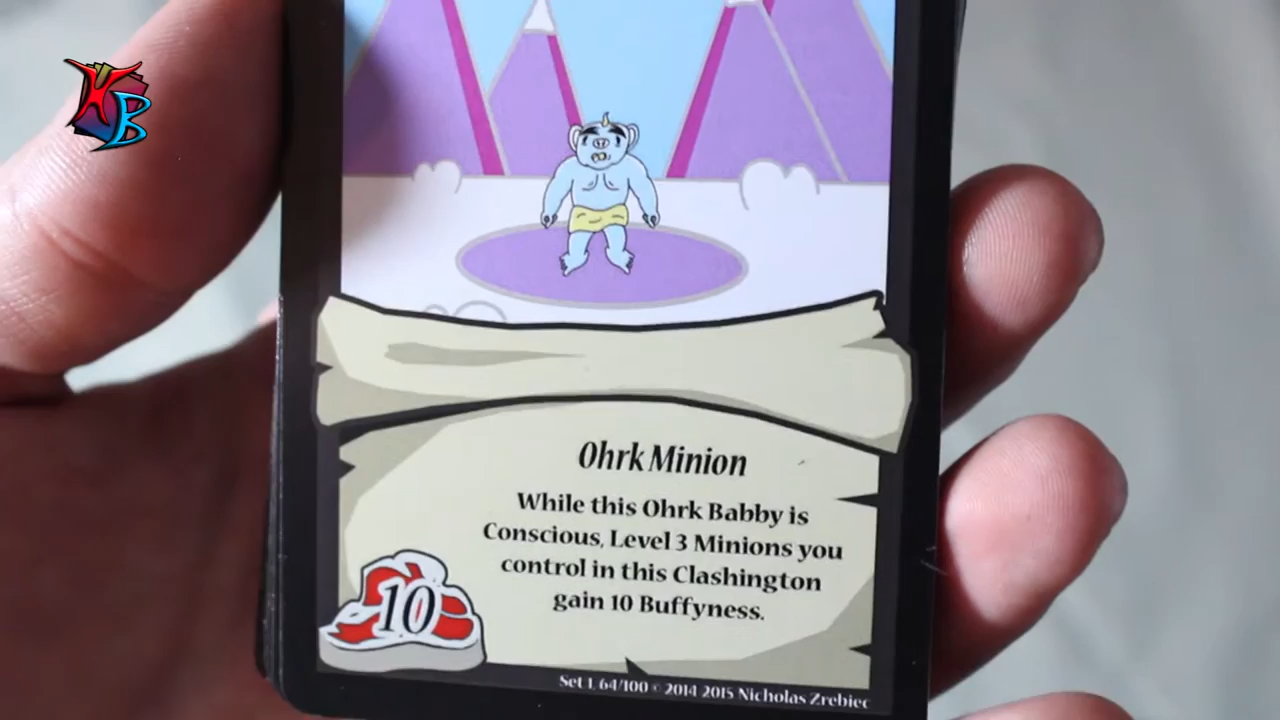 KB
Ohrk Minion
While this Ohrk Babby is
Conscious, Level 3 Minions you
control in this Clashington
gain 10 Buffyness.
10
Set 1, 64/100 © 2014 2015 Nicholas Zrebiec